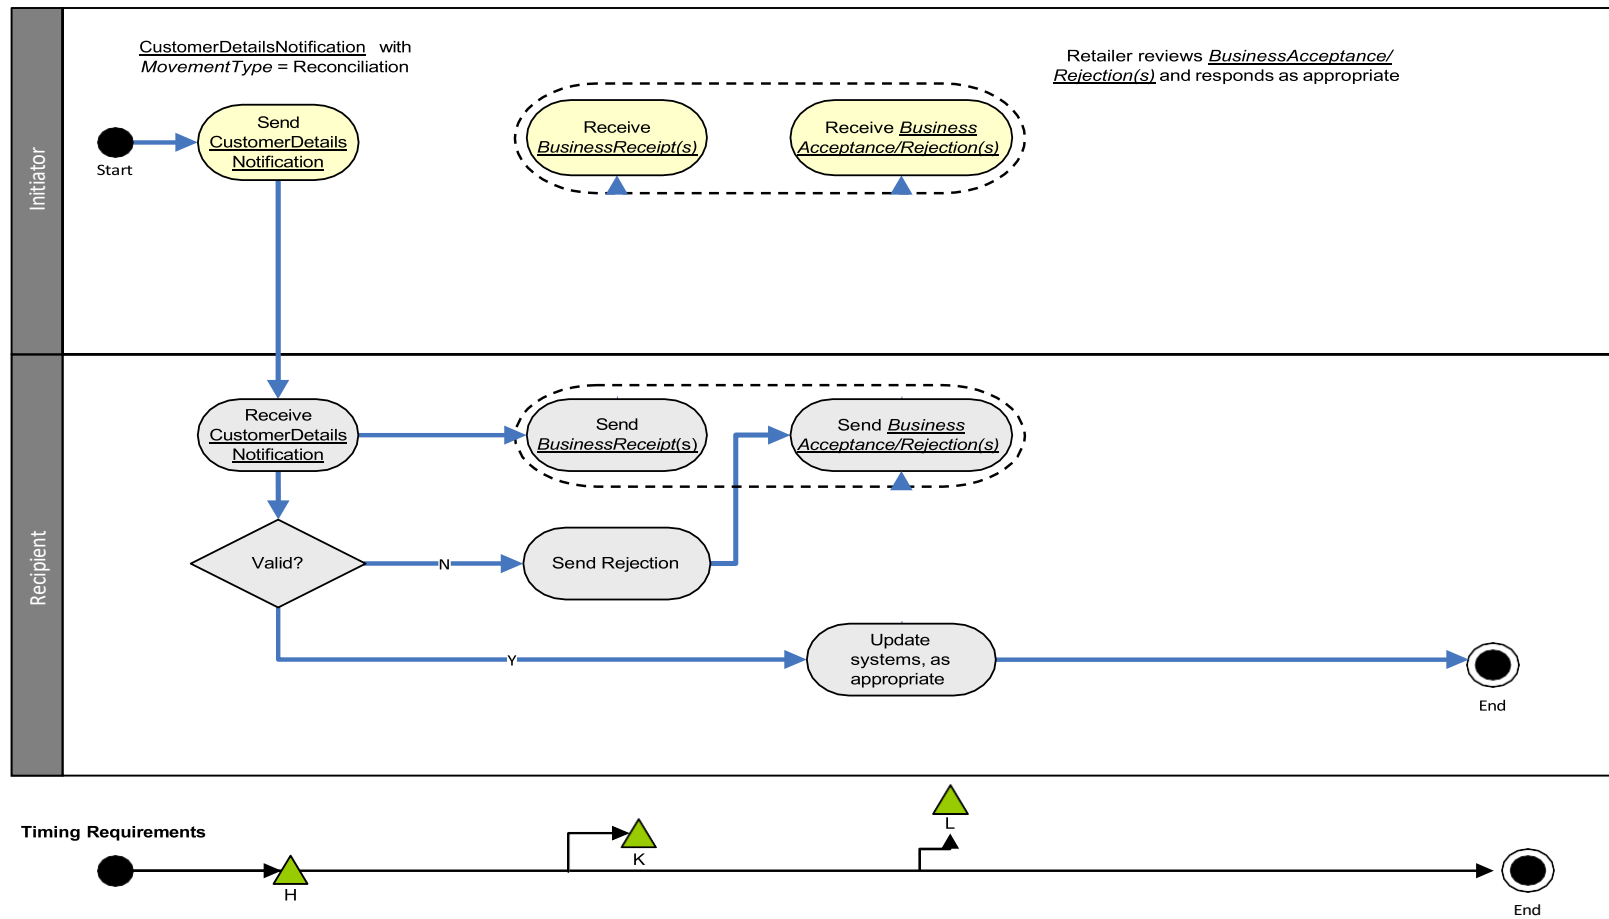 CustomerDetailsNotification with
MovementType = Reconciliation
Retailer reviews BusinessAcceptance/
Rejection(s) and responds as appropriate
Initiator
Start
Send
CustomerDetails
Notification
Receive
BusinessReceipt(s)
Receive Business
Acceptance/Rejection(s)
Recipient
Receive
CustomerDetails
Notification
Send
BusinessReceipt(s)
Send Business
Acceptance/Rejection(s)
Valid?
N
Send Rejection
Y
Update
systems, as
appropriate
End
Timing Requirements
H
K
L
End